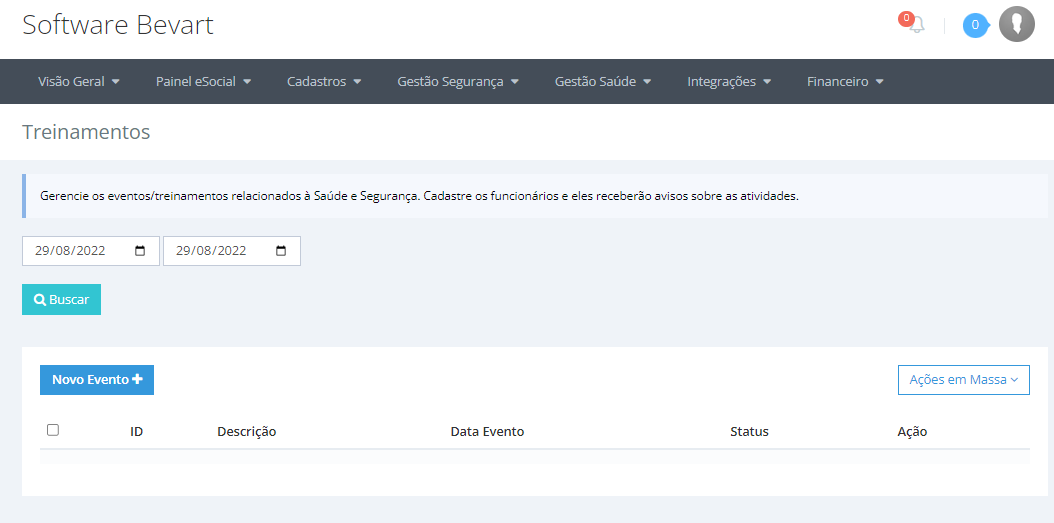 Software Bevart
0
0
Visão Geral Painel eSocial Cadastros Gestão Segurança Gestão Saúde Integrações Financeiro
Treinamentos
Gerencie os eventos/treinamentos relacionados à Saúde e Segurança. Cadastre os funcionários e eles receberão avisos sobre as atividades.
29/08/2022 29/08/2022
Buscar
Novo Evento Ações em Massa
ID Descrição Data Evento Status Ação